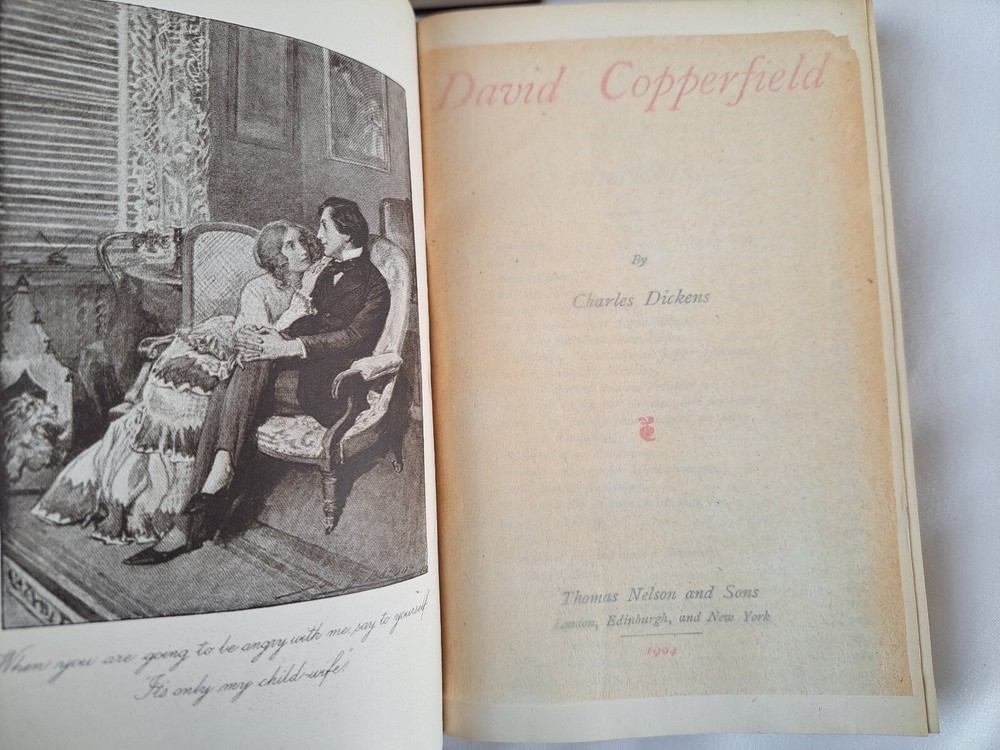 When you are going to be angry with me, say to yourself
"It's only my child-wife."
David Copperfield
By
Charles Dickens
Thomas Nelson and Sons
London, Edinburgh, and New York
1904